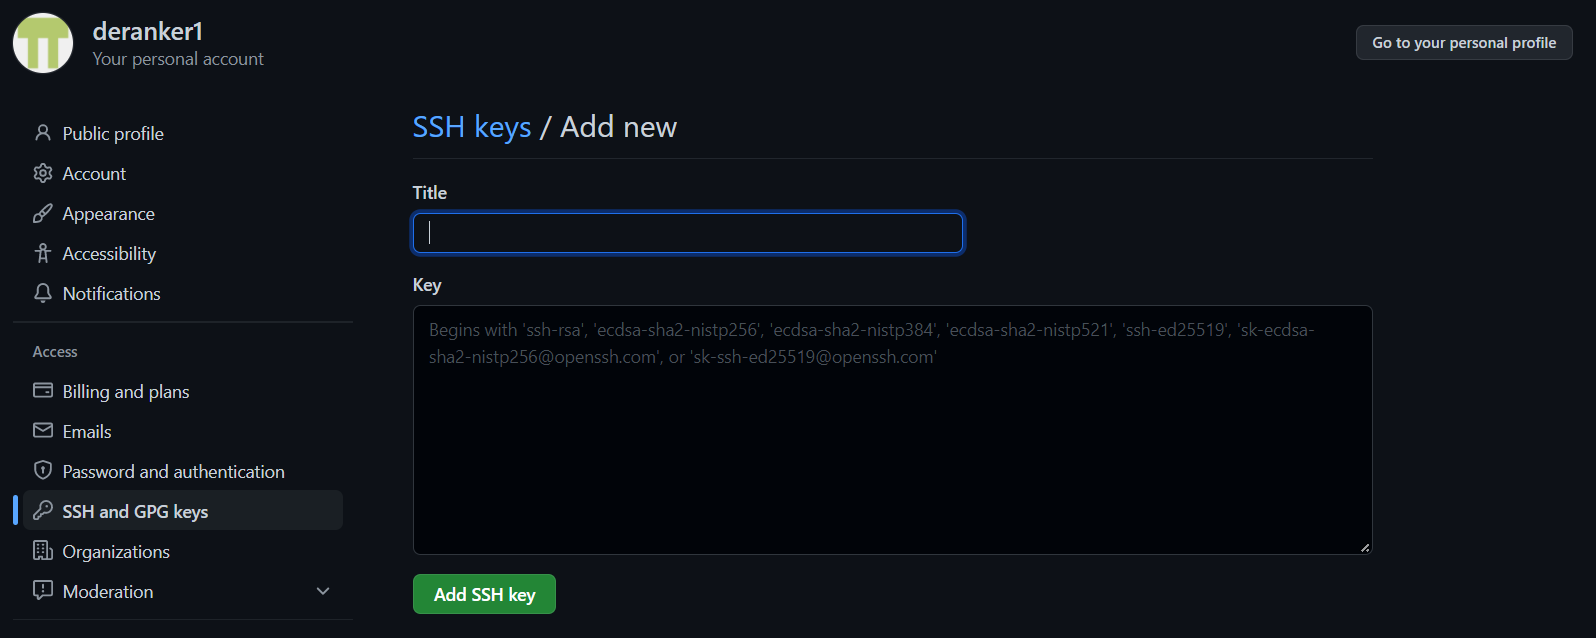 deranker1
Your personal account
Go to your personal profile
Public profile
Account
Appearance
Accessibility
Notifications
Access
Billing and plans
Emails
Password and authentication
SSH and GPG keys
Organizations
Moderation
SSH keys / Add new
Title
Key
Begins with 'ssh-rsa', 'ecdsa-sha2-nistp256', 'ecdsa-sha2-nistp384', 'ecdsa-sha2-nistp521', 'ssh-ed25519', 'sk-ecdsa-
sha2-nistp256@openssh.com', or 'sk-ssh-ed25519@openssh.com'
Add SSH key